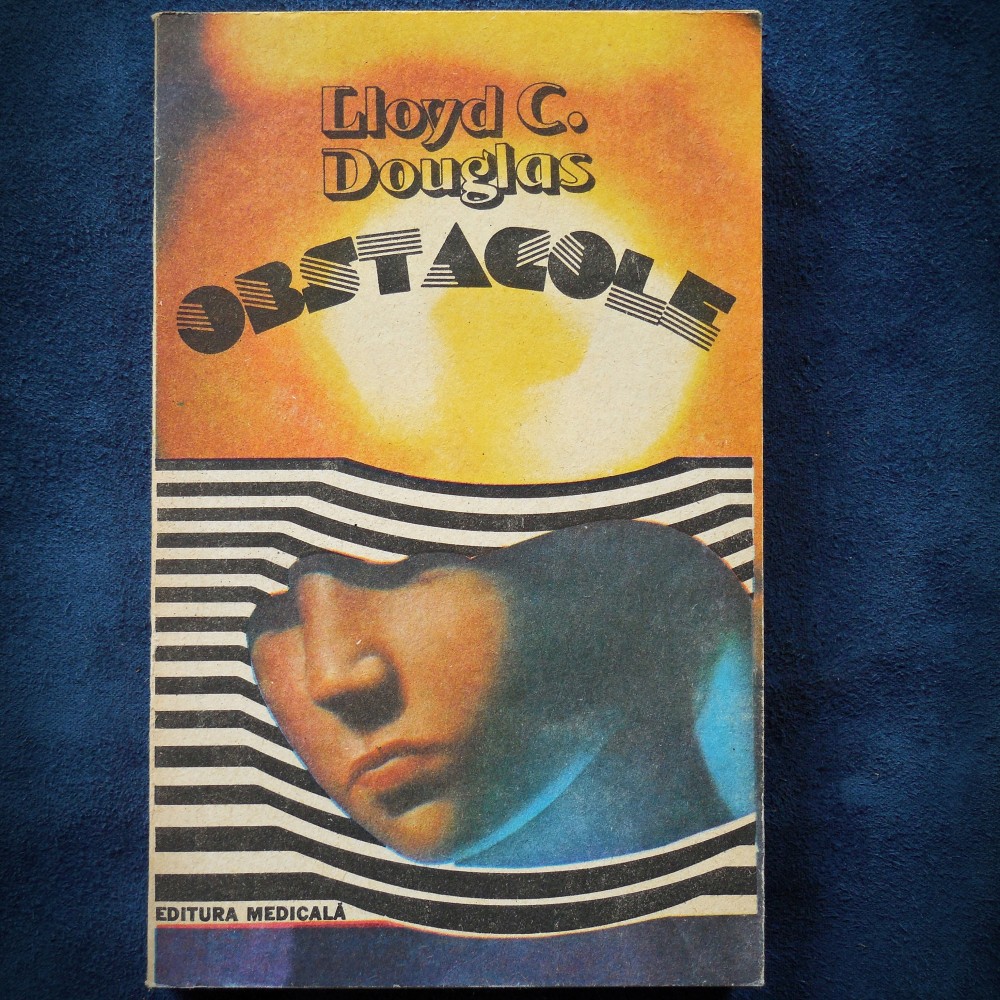 Lloyd C.
Douglas
OBSTACOLE
EDITURA MEDICALĂ